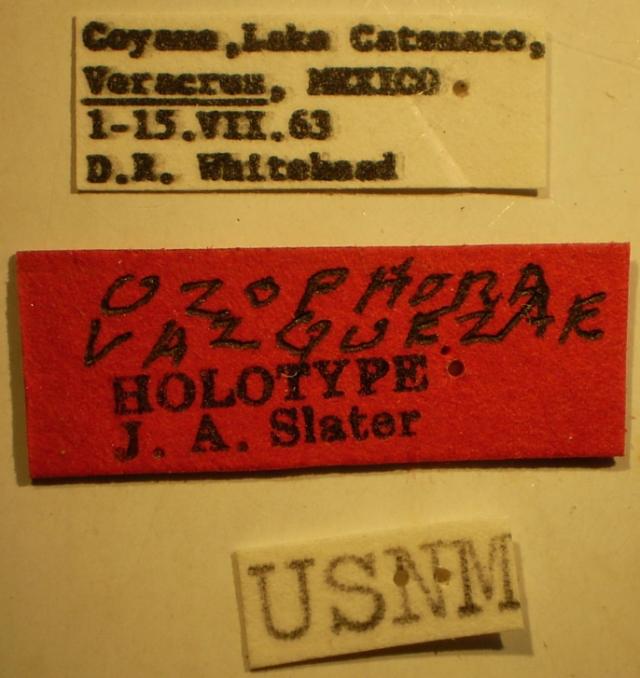 Coyame, Lake Catemaco,
Veracruz, MEXICO
1-15.VII.63
D.R. Whitehead
OZOPHORA
VAZQUEZAE
HOLOTYPE
J. A. Slater
USNM